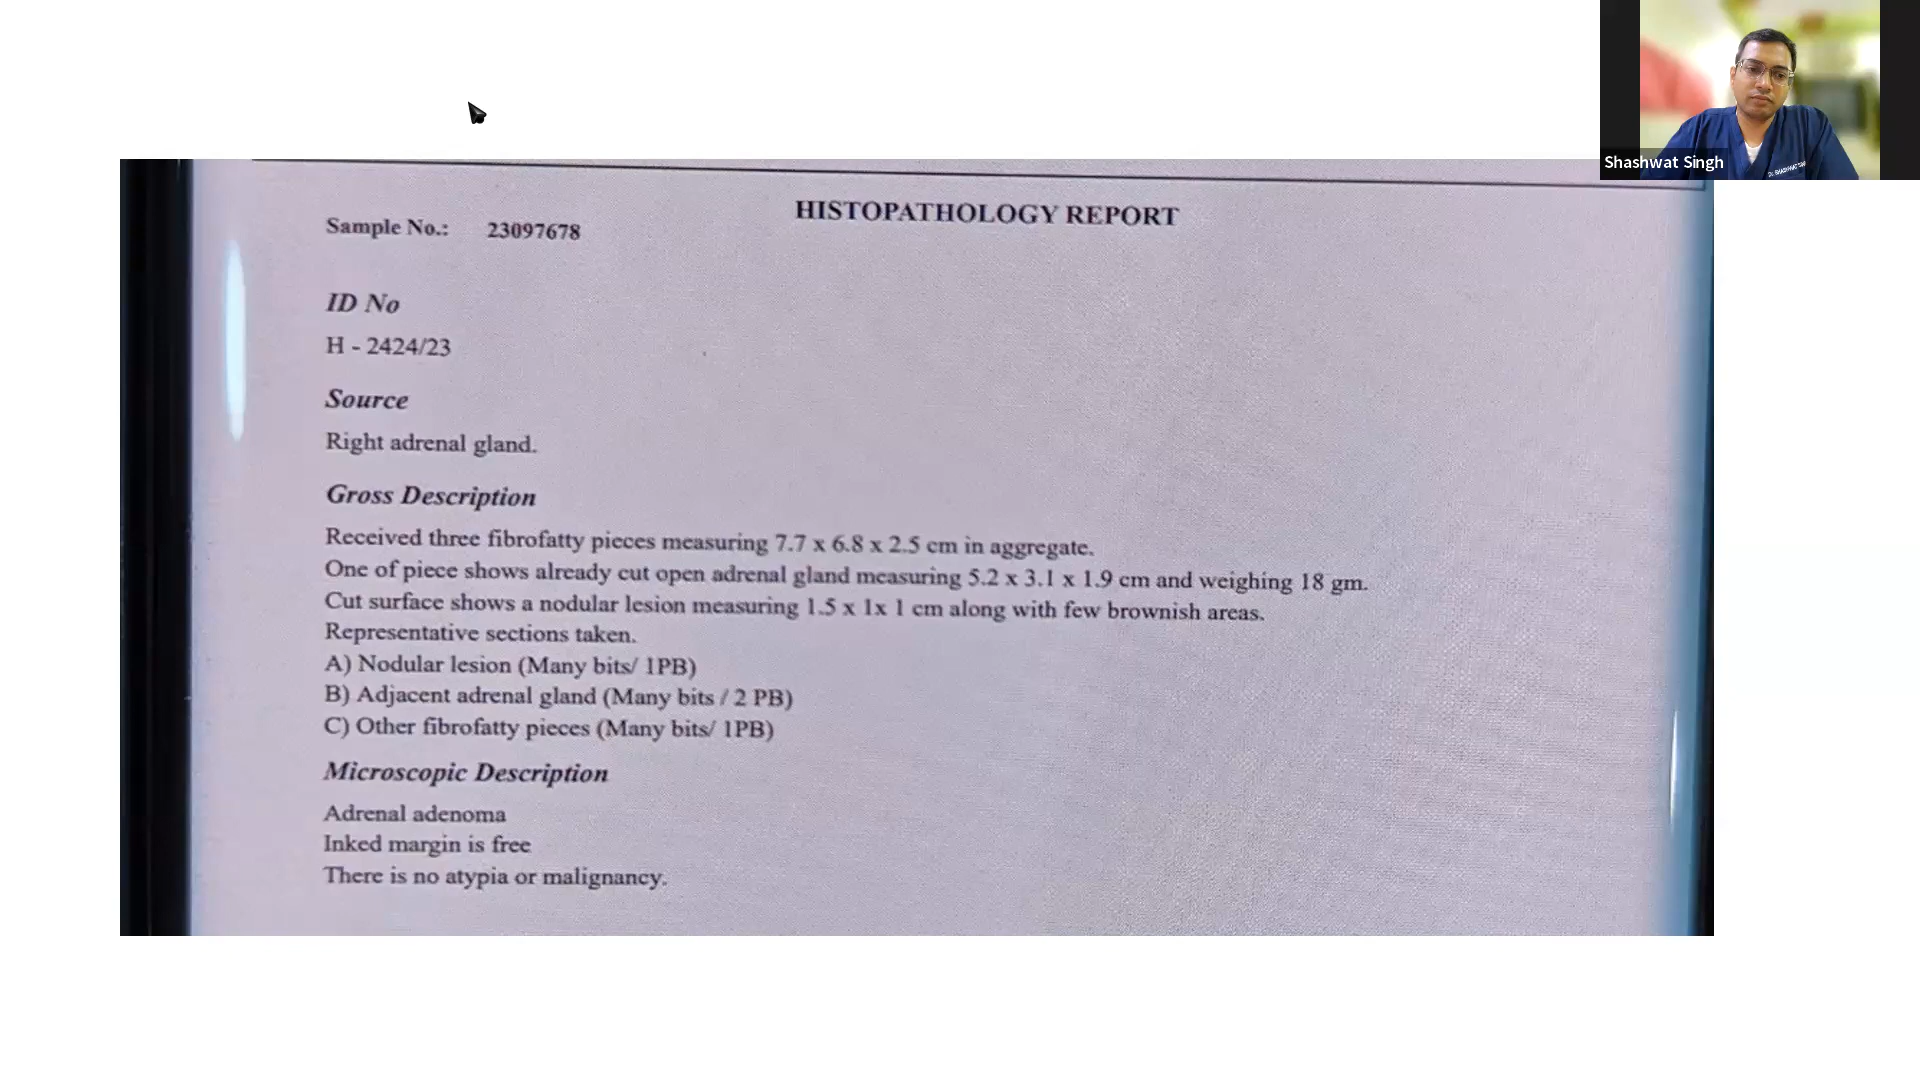 Shashwat Singh
HISTOPATHOLOGY REPORT
Sample No.: 23097678
ID No
H - 2424/23
Source
Right adrenal gland.
Gross Description
Received three fibrofatty pieces measuring 7.7 x 6.8 x 2.5 cm in aggregate.
One of piece shows already cut open adrenal gland measuring 5.2 x 3.1 x 1.9 cm and weighing 18 gm.
Cut surface shows a nodular lesion measuring 1.5 x 1x 1 cm along with few brownish areas.
Representative sections taken.
A) Nodular lesion (Many bits/ 1PB)
B) Adjacent adrenal gland (Many bits / 2 PB)
C) Other fibrofatty pieces (Many bits/ 1PB)
Microscopic Description
Adrenal adenoma
Inked margin is free
There is no atypia or malignancy.